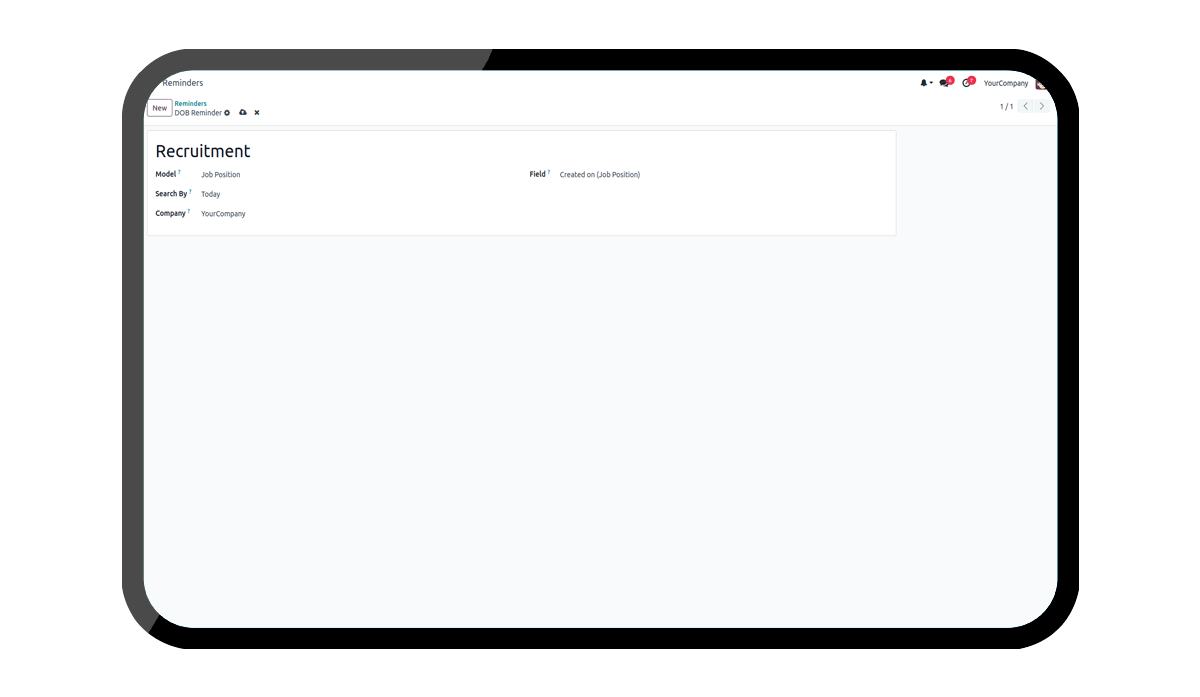 Reminders
YourCompany
New
Reminders
DOB Reminder
1 / 1
Recruitment
Model ? Job Position
Field ? Created on (Job Position)
Search By ? Today
Company ? YourCompany